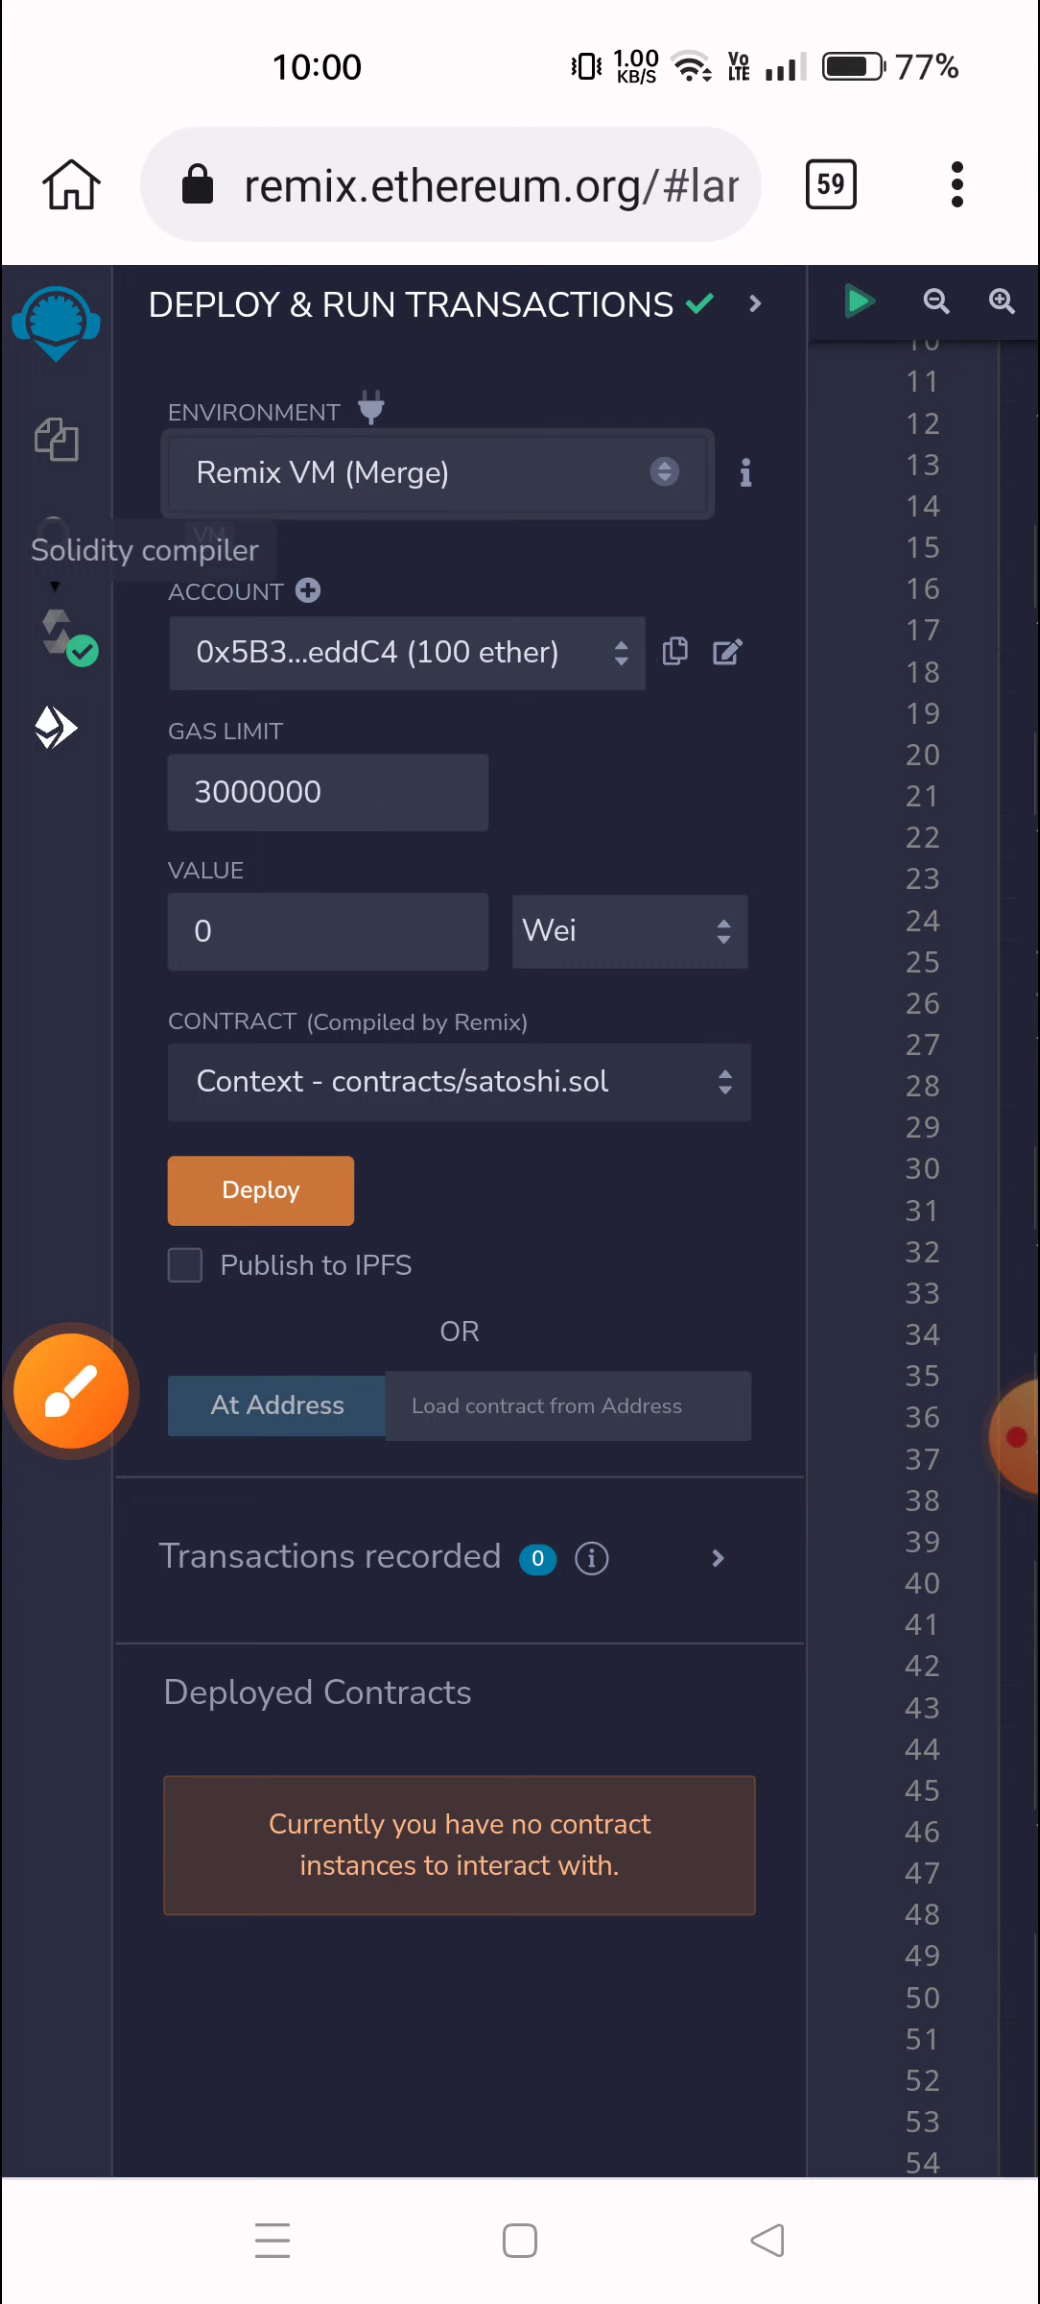 10:00
1.00
KB/S
Vo
LTE
77%
remix.ethereum.org/#lar
59
DEPLOY & RUN TRANSACTIONS
ENVIRONMENT
Remix VM (Merge)
VM
Solidity compiler
ACCOUNT
0x5B3...eddC4 (100 ether)
GAS LIMIT
3000000
VALUE
0
Wei
CONTRACT (Compiled by Remix)
Context - contracts/satoshi.sol
Deploy
Publish to IPFS
OR
At Address
Load contract from Address
Transactions recorded 0
Deployed Contracts
Currently you have no contract
instances to interact with.
10
11
12
13
14
15
16
17
18
19
20
21
22
23
24
25
26
27
28
29
30
31
32
33
34
35
36
37
38
39
40
41
42
43
44
45
46
47
48
49
50
51
52
53
54